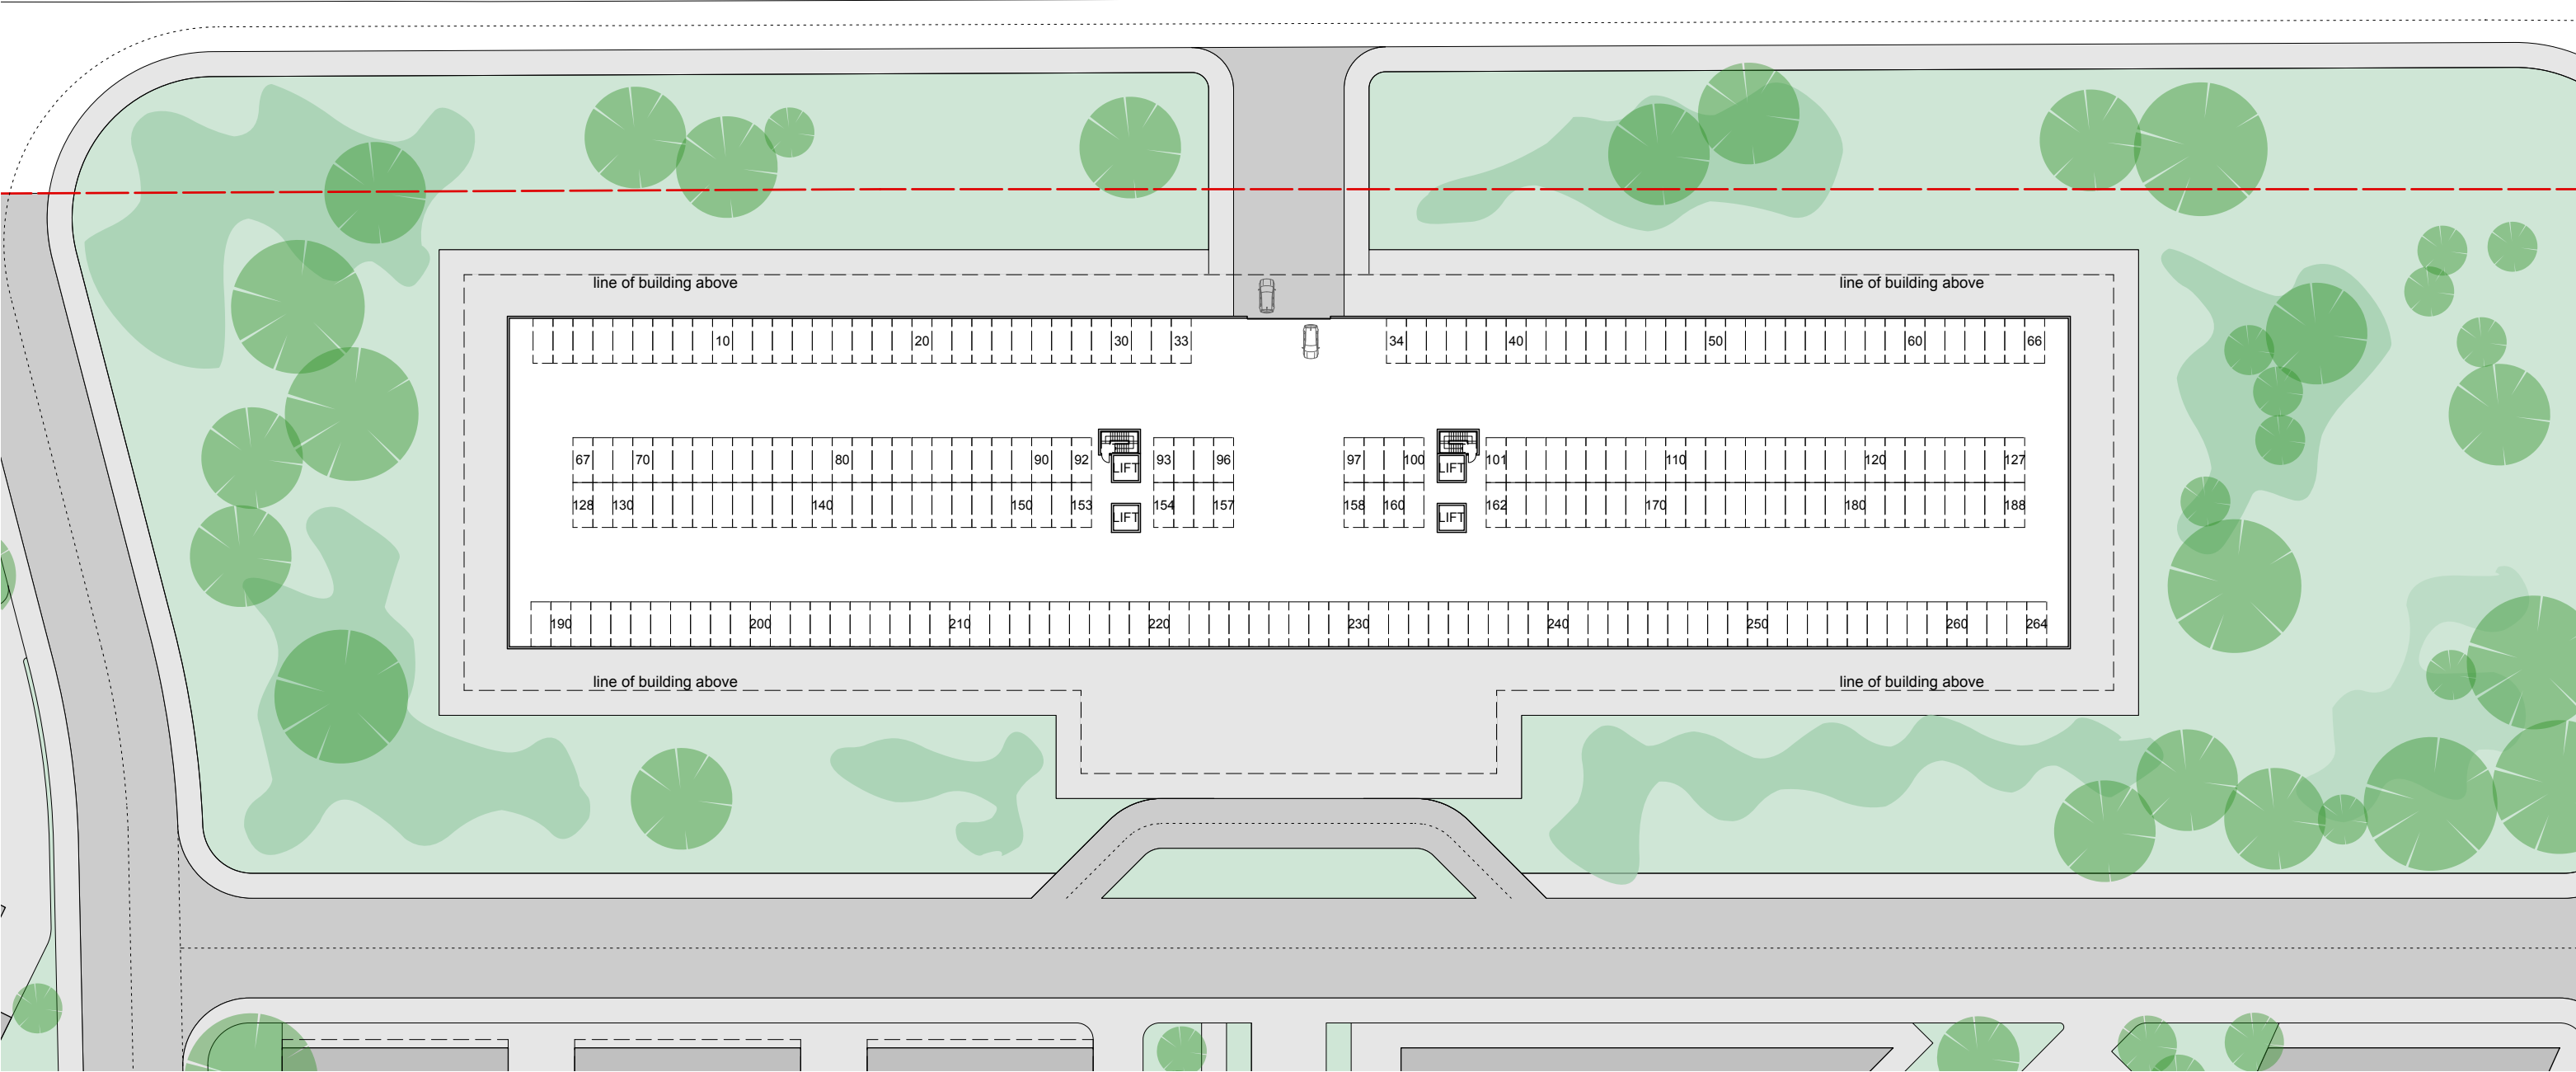 line of building above line of building above
10 20 30 33 34 40 50 60 66
67 70 80 90 92 LIFT 93 96 97 100 LIFT 101 110 120 127
128 130 140 150 153 LIFT 154 157 158 160 LIFT 162 170 180 188
190 200 210 220 230 240 250 260 264
line of building above line of building above